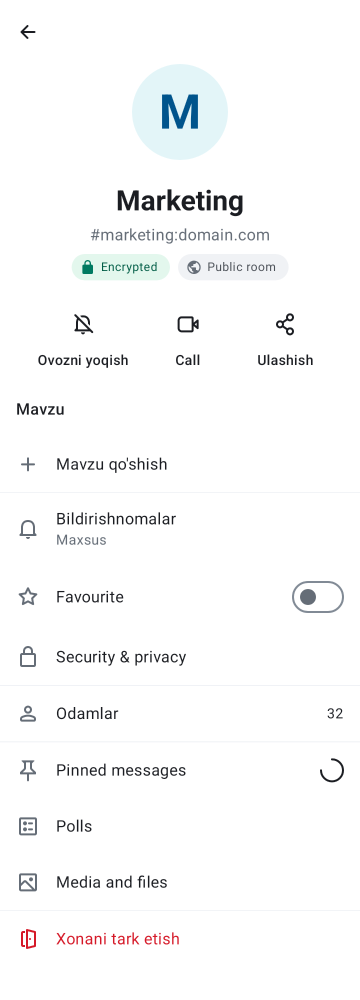 M
Marketing
#marketing:domain.com
Encrypted
Public room
Ovozni yoqish
Call
Ulashish
Mavzu
Mavzu qo'shish
Bildirishnomalar
Maxsus
Favourite
Security & privacy
Odamlar 32
Pinned messages
Polls
Media and files
Xonani tark etish